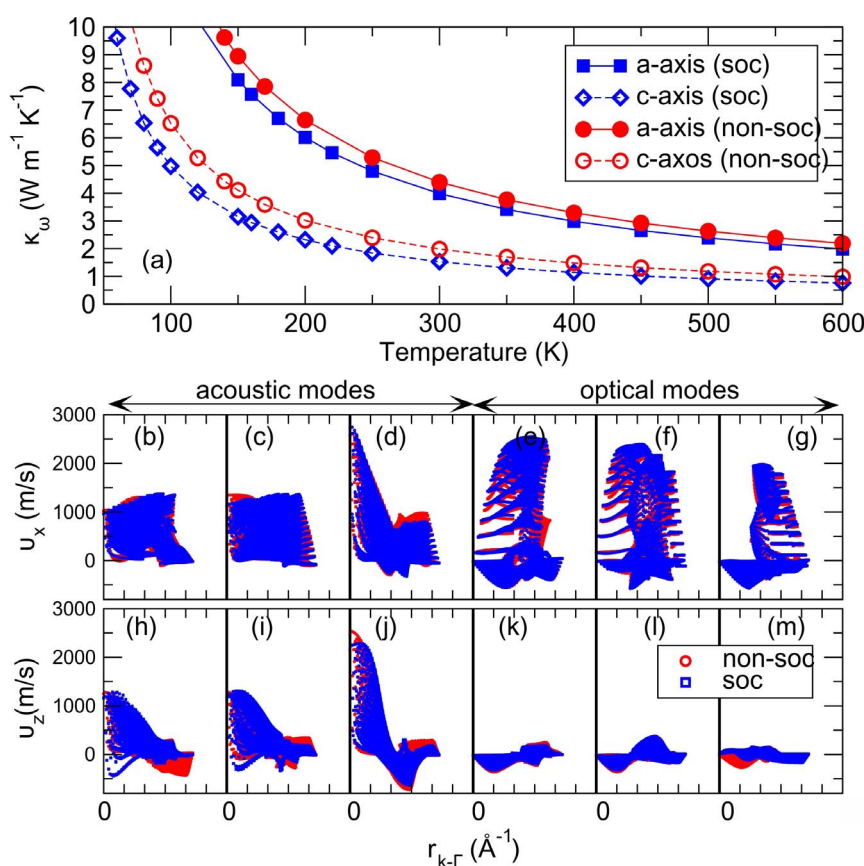 10
9
8
7
6
5
4
3
2
1
0
κω (W m⁻¹ K⁻¹)
a-axis (soc)
c-axis (soc)
a-axis (non-soc)
c-axos (non-soc)
(a)
100 200 300 400 500 600
Temperature (K)
acoustic modes optical modes
3000
2000
1000
0
υx (m/s)
(b) (c) (d) (e) (f) (g)
3000
2000
1000
0
υz(m/s)
(h) (i) (j) (k) (l) (m)
non-soc
soc
0 0 0 0 0 0
r k-Γ (Å⁻¹)